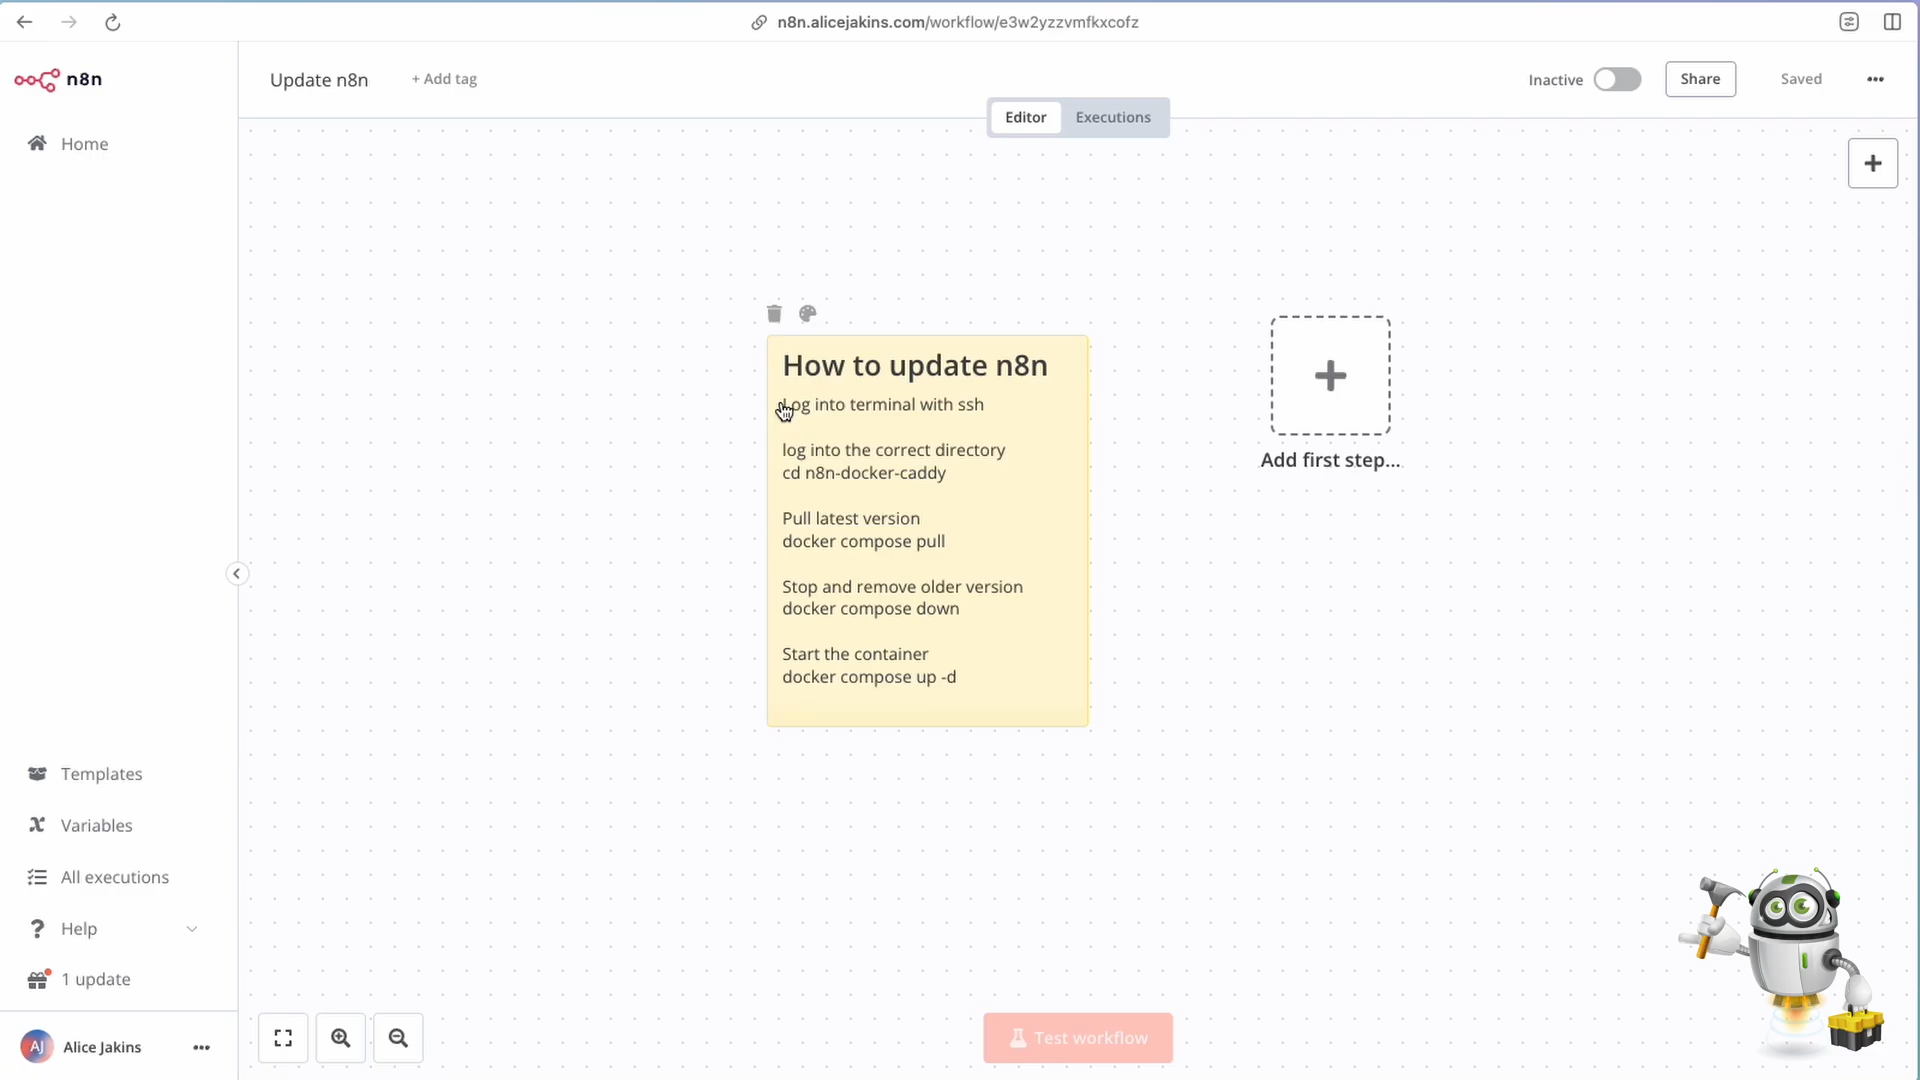 n8n.alicejakins.com/workflow/e3w2yzzvmfkxcofz
n8n
Update n8n
+ Add tag
Inactive
Share
Saved
Editor
Executions
Home
How to update n8n
Log into terminal with ssh
log into the correct directory
cd n8n-docker-caddy
Pull latest version
docker compose pull
Stop and remove older version
docker compose down
Start the container
docker compose up -d
Add first step...
Templates
Variables
All executions
Help
1 update
AJ
Alice Jakins
Test workflow